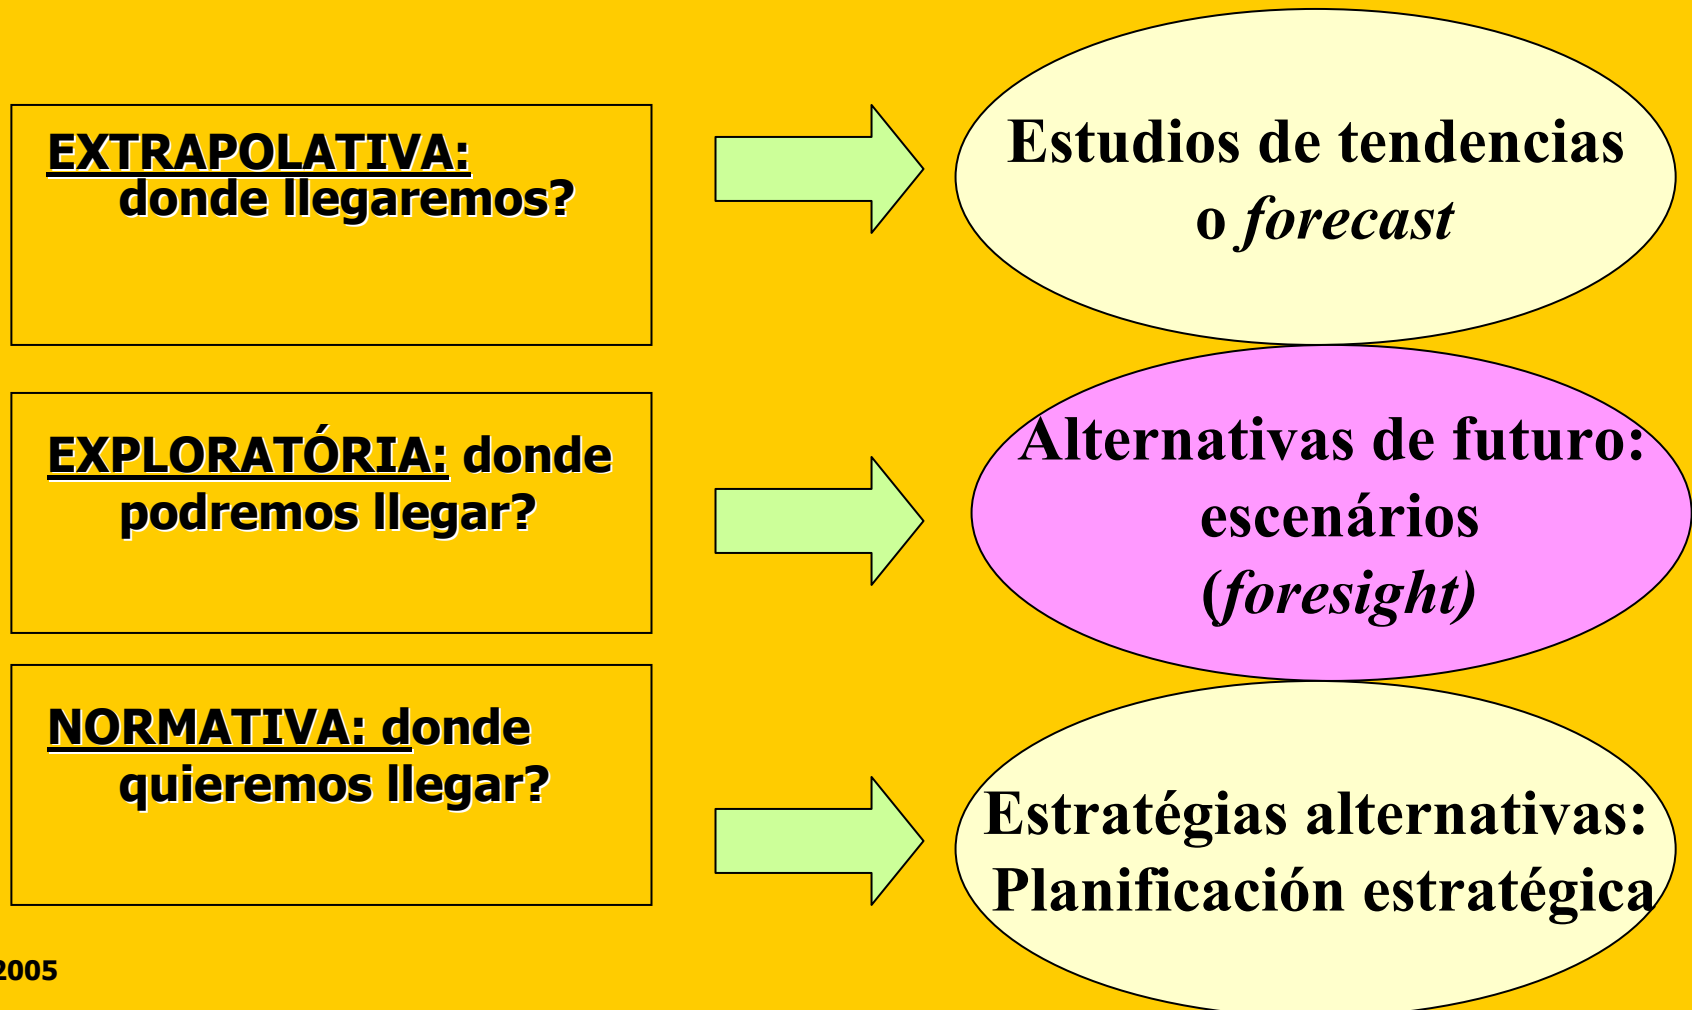 EXTRAPOLATIVA:
donde llegaremos?
Estudios de tendencias
o forecast
EXPLORATÓRIA: donde
podremos llegar?
Alternativas de futuro:
escenários
(foresight)
NORMATIVA: donde
quieremos llegar?
Estratégias alternativas:
Planificación estratégica
2005